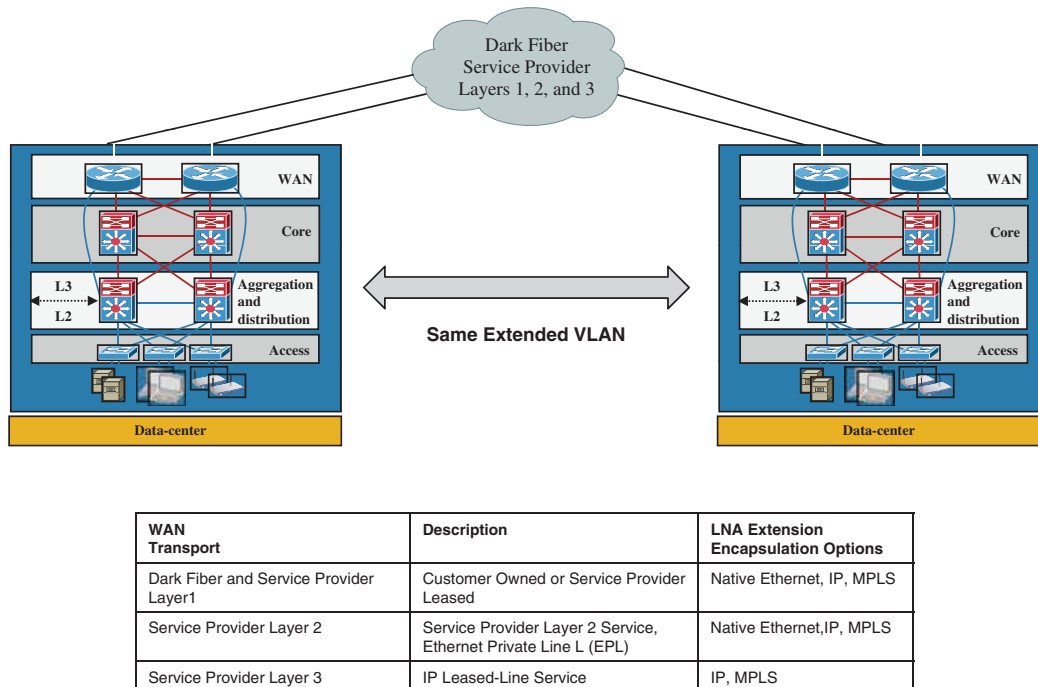 Dark Fiber
Service Provider
Layers 1, 2, and 3
WAN
Core
L3
L2
Aggregation
and
distribution
Access
Data-center
Same Extended VLAN
WAN
Core
L3
L2
Aggregation
and
distribution
Access
Data-center
WAN
Transport
Description
LNA Extension
Encapsulation Options
Dark Fiber and Service Provider
Layer1
Customer Owned or Service Provider
Leased
Native Ethernet, IP, MPLS
Service Provider Layer 2
Service Provider Layer 2 Service,
Ethernet Private Line L (EPL)
Native Ethernet,IP, MPLS
Service Provider Layer 3
IP Leased-Line Service
IP, MPLS